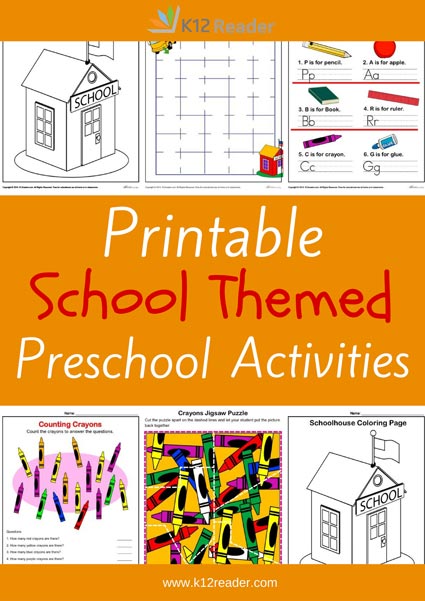 K12Reader
SCHOOL
1. P is for pencil.
2. A is for apple.
Pp
Aa
3. B is for Book.
4. R is for ruler.
Bb
Rr
5. C is for crayon.
6. G is for glue.
Cc
Gg
Printable
School Themed
Preschool Activities
Name
Counting Crayons
Count the crayons to answer the questions.
Questions
1. How many red crayons are there?
2. How many yellow crayons are there?
3. How many blue crayons are there?
4. How many purple crayons are there?
Crayons Jigsaw Puzzle
Cut the puzzle apart on the dashed lines and let your student put the picture
back together.
Name
Schoolhouse Coloring Page
SCHOOL
www.k12reader.com